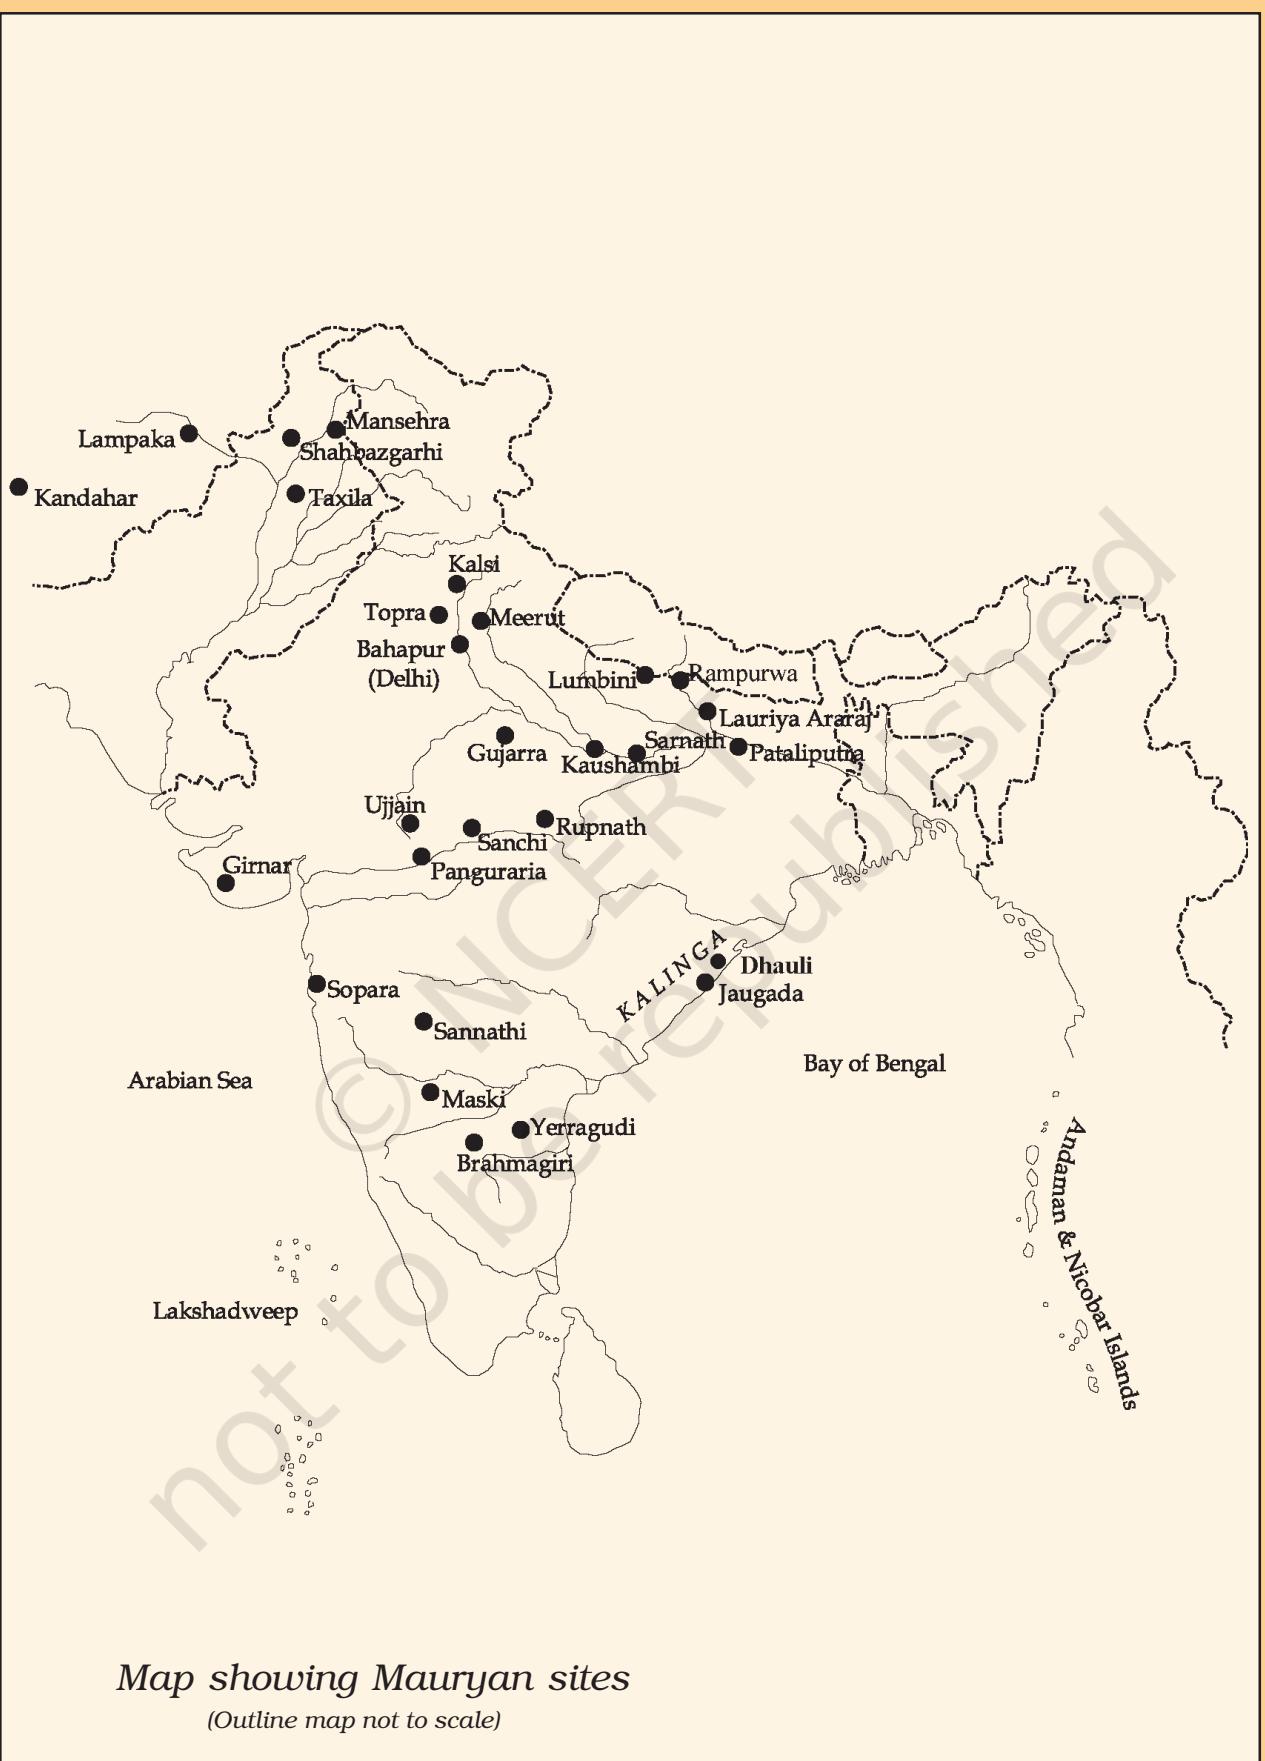 Mansehra
Lampaka
Shahbazgarhi
Kandahar
Taxila
Kalsi
Topra
Meerut
Bahapur
(Delhi)
Lumbini
Rampurwa
Lauriya Araraj
Gujarra
Sarnath
Pataliputra
Kaushambi
Ujjain
Rupnath
Sanchi
Girnar
Panguraria
KALINGA
Dhauli
Jaugada
Sopara
Sannathi
Bay of Bengal
Arabian Sea
Maski
Yerragudi
Brahmagiri
Andaman & Nicobar Islands
Lakshadweep
© NCERT
not to be republished
Map showing Mauryan sites
(Outline map not to scale)